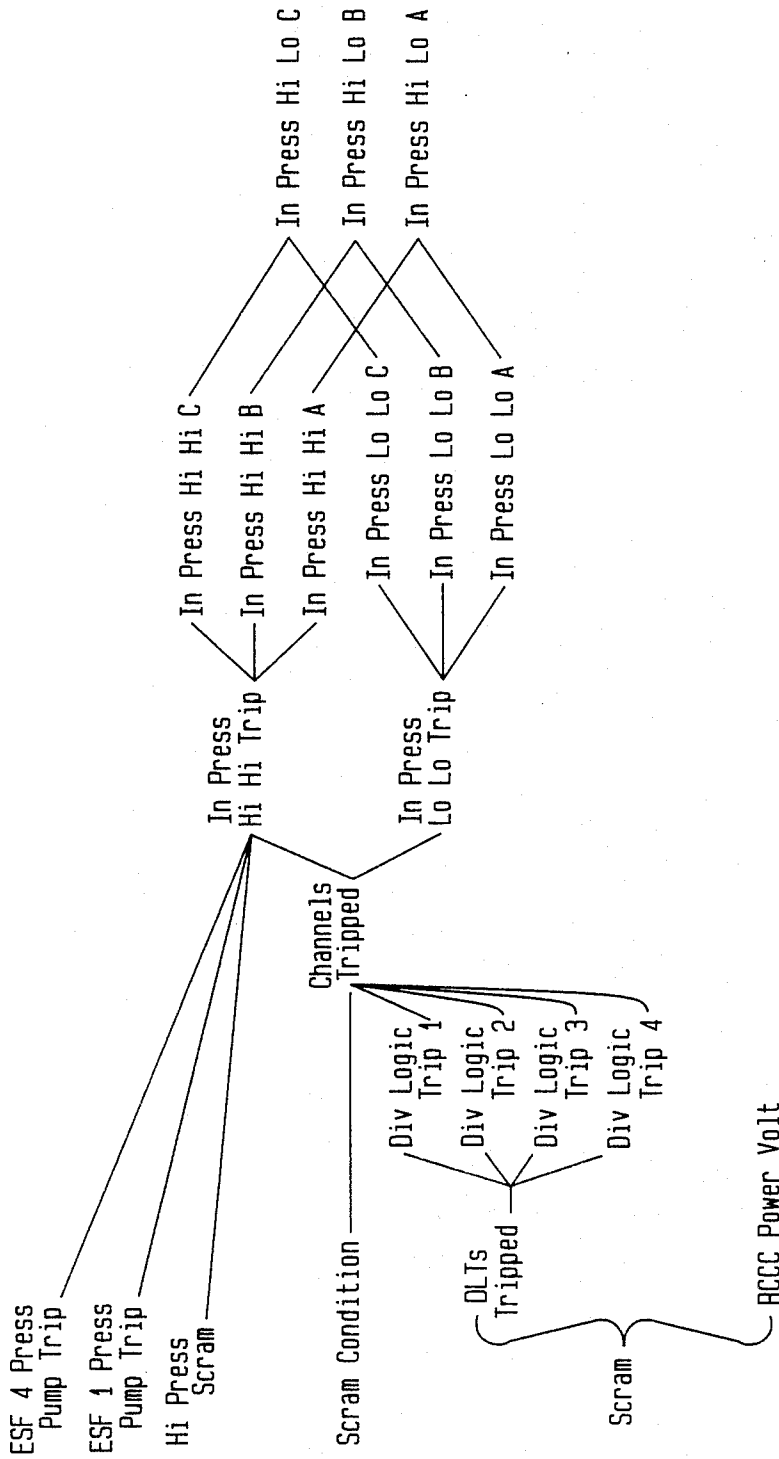 ESF 4 Press
Pump Trip
ESF 1 Press
Pump Trip
Hi Press
Scram
Scram Condition
DLTs
Tripped
Scram
ACCC Power Volt
Channels
Tripped
Div Logic
Trip 1
Div Logic
Trip 2
Div Logic
Trip 3
Div Logic
Trip 4
In Press
Hi Hi Trip
In Press
Lo Lo Trip
In Press Hi Hi C
In Press Hi Hi B
In Press Hi Hi A
In Press Lo Lo C
In Press Lo Lo B
In Press Lo Lo A
In Press Hi Lo C
In Press Hi Lo B
In Press Hi Lo A